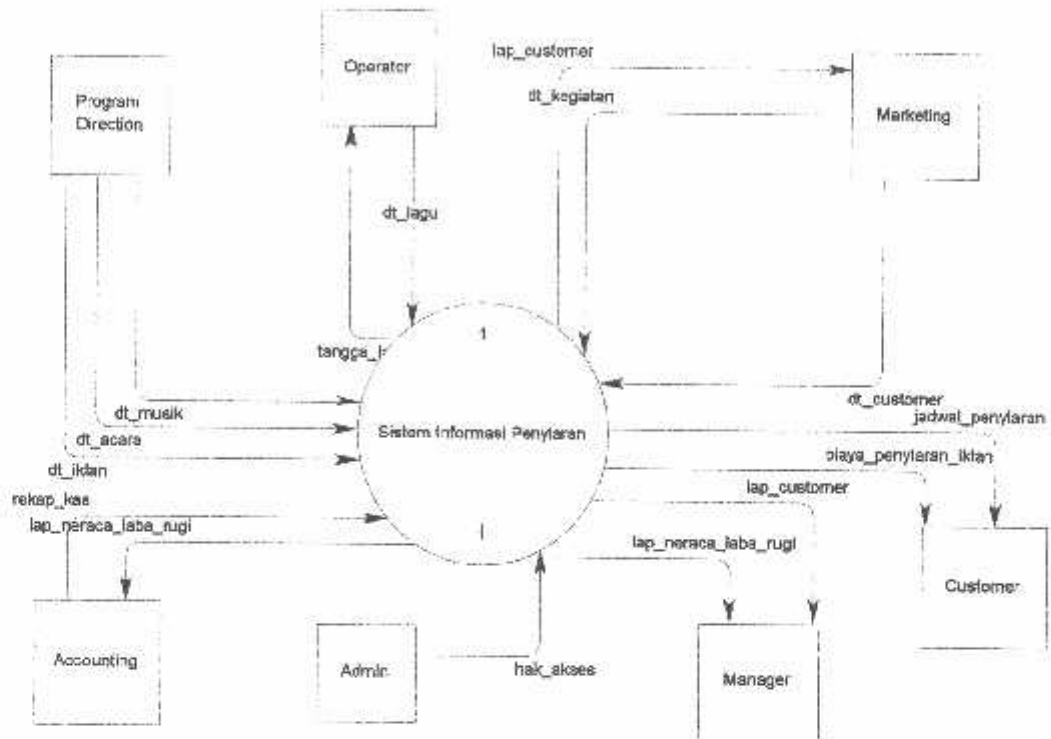 lap_customer
Operator
dt_kegiatan
Program
Direction
Marketing
dt_lagu
1
dt_musik
dt_customer
jadwal_penyiaran
Sistem Informasi Penyiaran
dt_acara
dt_iklan
biaya_penyiaran_iklan
rekap_kas
lap_customer
lap_neraca_laba_rugi
lap_neraca_laba_rugi
Customer
Accounting
Admin
hak_akses
Manager